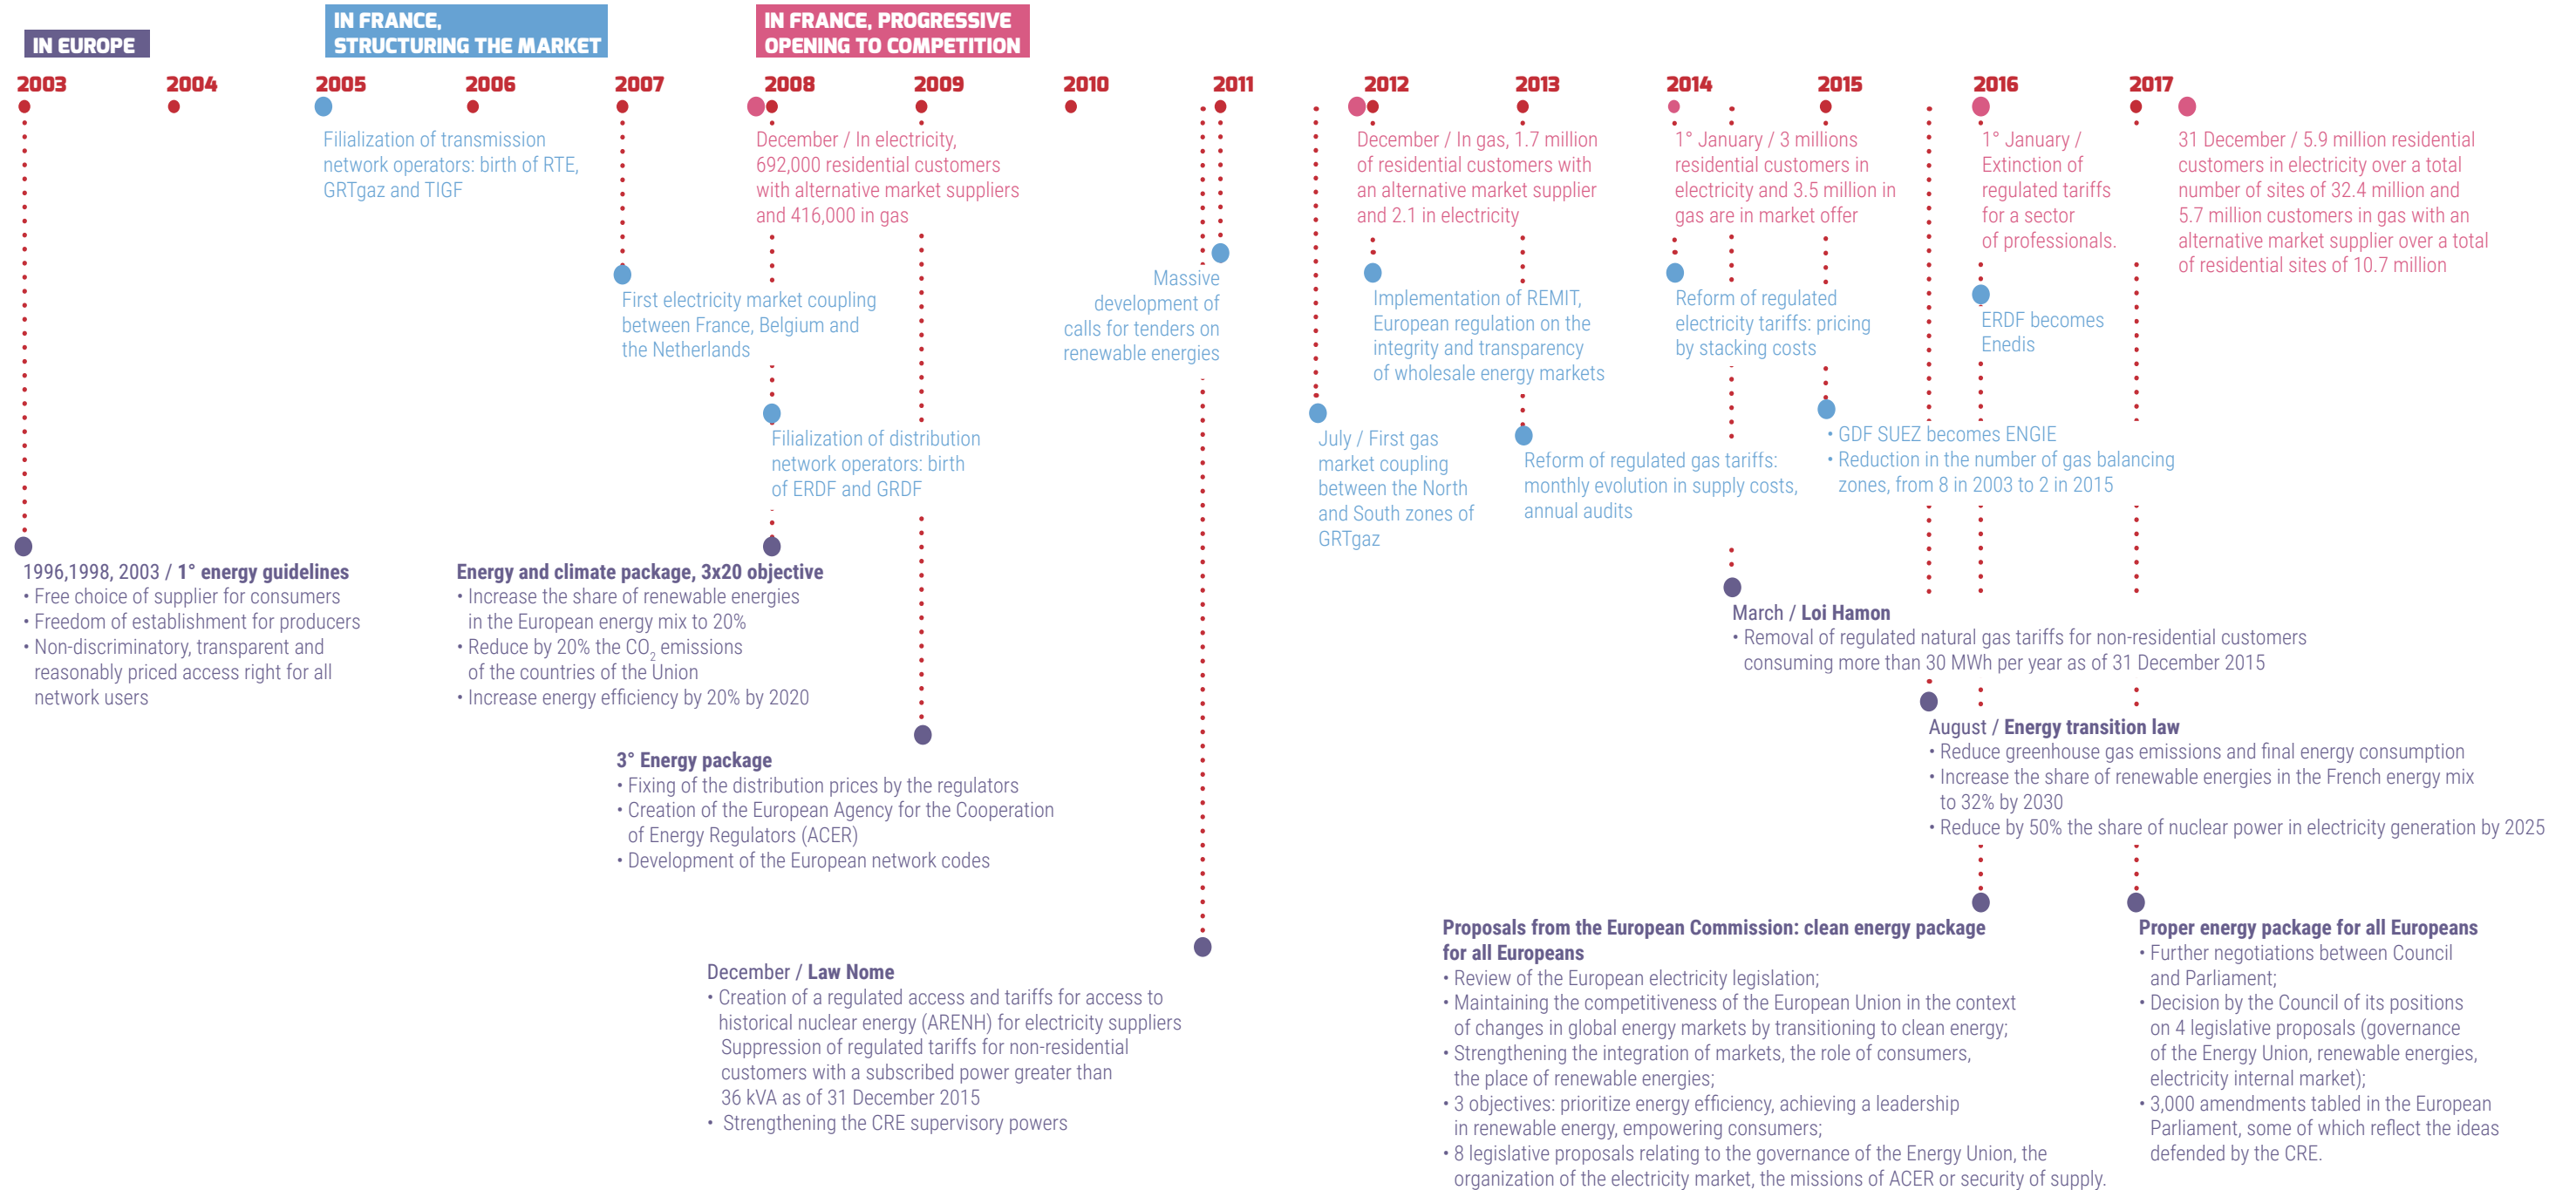 IN EUROPE
IN FRANCE,
STRUCTURING THE MARKET
IN FRANCE, PROGRESSIVE
OPENING TO COMPETITION
2003
2004
2005
2006
2007
2008
2009
2010
2011
2012
2013
2014
2015
2016
2017
Filialization of transmission
network operators: birth of RTE,
GRTgaz and TIGF
December / In electricity,
692,000 residential customers
with alternative market suppliers
and 416,000 in gas
December / In gas, 1.7 million
of residential customers with
an alternative market supplier
and 2.1 in electricity
1° January / 3 millions
residential customers in
electricity and 3.5 million in
gas are in market offer
1° January /
Extinction of
regulated tariffs
for a sector
of professionals.
31 December / 5.9 million residential
customers in electricity over a total
number of sites of 32.4 million and
5.7 million customers in gas with an
alternative market supplier over a total
of residential sites of 10.7 million
First electricity market coupling
between France, Belgium and
the Netherlands
Massive
development of
calls for tenders on
renewable energies
Implementation of REMIT,
European regulation on the
integrity and transparency
of wholesale energy markets
Reform of regulated
electricity tariffs: pricing
by stacking costs
ERDF becomes
Enedis
Filialization of distribution
network operators: birth
of ERDF and GRDF
July / First gas
market coupling
between the North
and South zones of
GRTgaz
Reform of regulated gas tariffs:
monthly evolution in supply costs,
annual audits
• GDF SUEZ becomes ENGIE
• Reduction in the number of gas balancing
zones, from 8 in 2003 to 2 in 2015
1996,1998, 2003 / 1° energy guidelines
• Free choice of supplier for consumers
• Freedom of establishment for producers
• Non-discriminatory, transparent and
reasonably priced access right for all
network users
Energy and climate package, 3x20 objective
• Increase the share of renewable energies
in the European energy mix to 20%
• Reduce by 20% the CO2 emissions
of the countries of the Union
• Increase energy efficiency by 20% by 2020
March / Loi Hamon
• Removal of regulated natural gas tariffs for non-residential customers
consuming more than 30 MWh per year as of 31 December 2015
3° Energy package
• Fixing of the distribution prices by the regulators
• Creation of the European Agency for the Cooperation
of Energy Regulators (ACER)
• Development of the European network codes
August / Energy transition law
• Reduce greenhouse gas emissions and final energy consumption
• Increase the share of renewable energies in the French energy mix
to 32% by 2030
• Reduce by 50% the share of nuclear power in electricity generation by 2025
December / Law Nome
• Creation of a regulated access and tariffs for access to
historical nuclear energy (ARENH) for electricity suppliers
Suppression of regulated tariffs for non-residential
customers with a subscribed power greater than
36 kVA as of 31 December 2015
• Strengthening the CRE supervisory powers
Proposals from the European Commission: clean energy package
for all Europeans
• Review of the European electricity legislation;
• Maintaining the competitiveness of the European Union in the context
of changes in global energy markets by transitioning to clean energy;
• Strengthening the integration of markets, the role of consumers,
the place of renewable energies;
• 3 objectives: prioritize energy efficiency, achieving a leadership
in renewable energy, empowering consumers;
• 8 legislative proposals relating to the governance of the Energy Union, the
organization of the electricity market, the missions of ACER or security of supply.
Proper energy package for all Europeans
• Further negotiations between Council
and Parliament;
• Decision by the Council of its positions
on 4 legislative proposals (governance
of the Energy Union, renewable energies,
electricity internal market);
• 3,000 amendments tabled in the European
Parliament, some of which reflect the ideas
defended by the CRE.